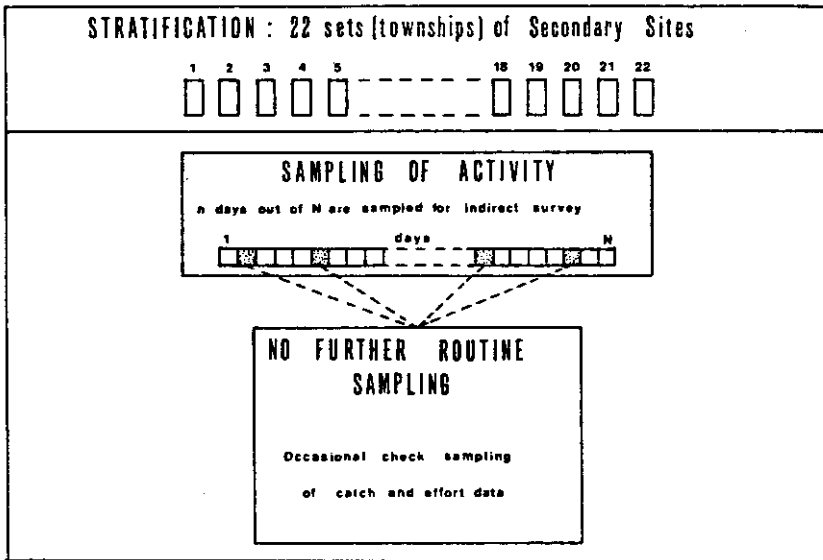 STRATIFICATION : 22 sets (townships) of Secondary Sites
1 2 3 4 5 18 19 20 21 22
SAMPLING OF ACTIVITY
n days out of N are sampled for indirect survey
1 days N
NO FURTHER ROUTINE
SAMPLING
Occasional check sampling
of catch and effort data